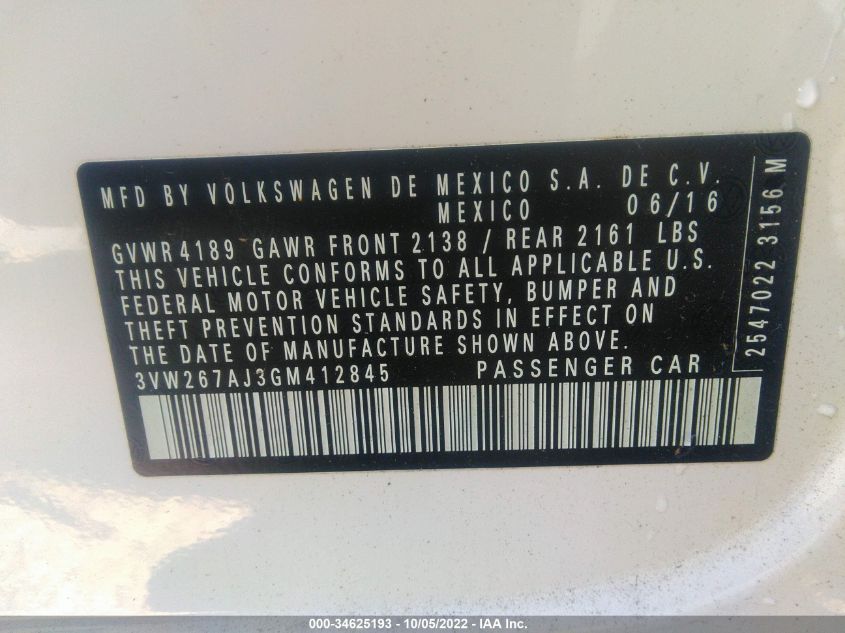 MFD BY VOLKSWAGEN DE MEXICO S.A. DE C.V.
MEXICO 06/16
GVWR 4189 GAWR FRONT 2138 / REAR 2161 LBS
THIS VEHICLE CONFORMS TO ALL APPLICABLE U.S.
FEDERAL MOTOR VEHICLE SAFETY, BUMPER AND
THEFT PREVENTION STANDARDS IN EFFECT ON
THE DATE OF MANUFACTURE SHOWN ABOVE.
3VW267AJ3GM412845 PASSENGER CAR
2547022 3156 M
000-34625193 - 10/05/2022 - IAA Inc.